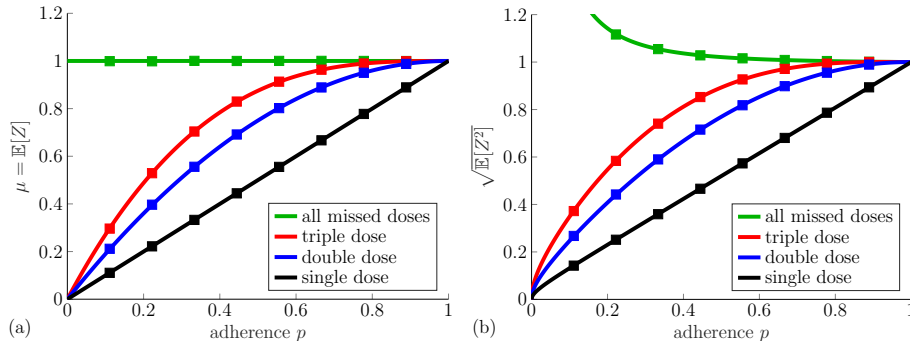 1.2
1
0.8
0.6
0.4
0.2
0
μ = 𝔼[Z]
all missed doses
triple dose
double dose
single dose
0 0.2 0.4 0.6 0.8 1
(a) adherence p
1.2
1
0.8
0.6
0.4
0.2
0
√𝔼[Z²]
all missed doses
triple dose
double dose
single dose
0 0.2 0.4 0.6 0.8 1
(b) adherence p